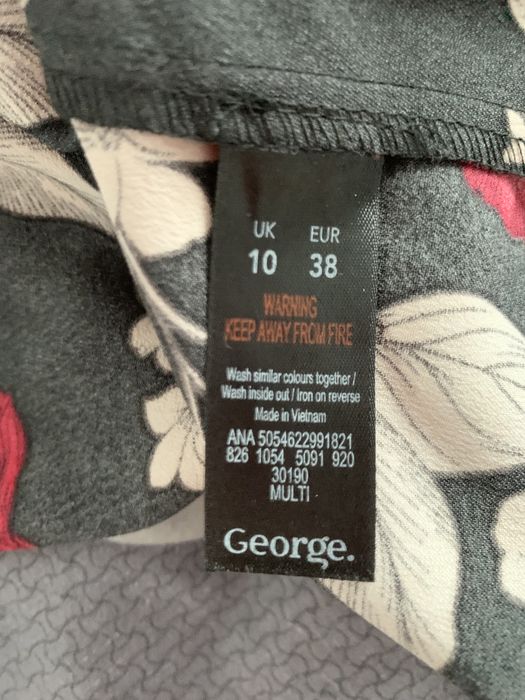 UK EUR
10 38
WARNING
KEEP AWAY FROM FIRE
Wash similar colours together /
Wash inside out / Iron on reverse
Made in Vietnam
ANA 5054622991821
826 1054 5091 920
30190
MULTI
George.